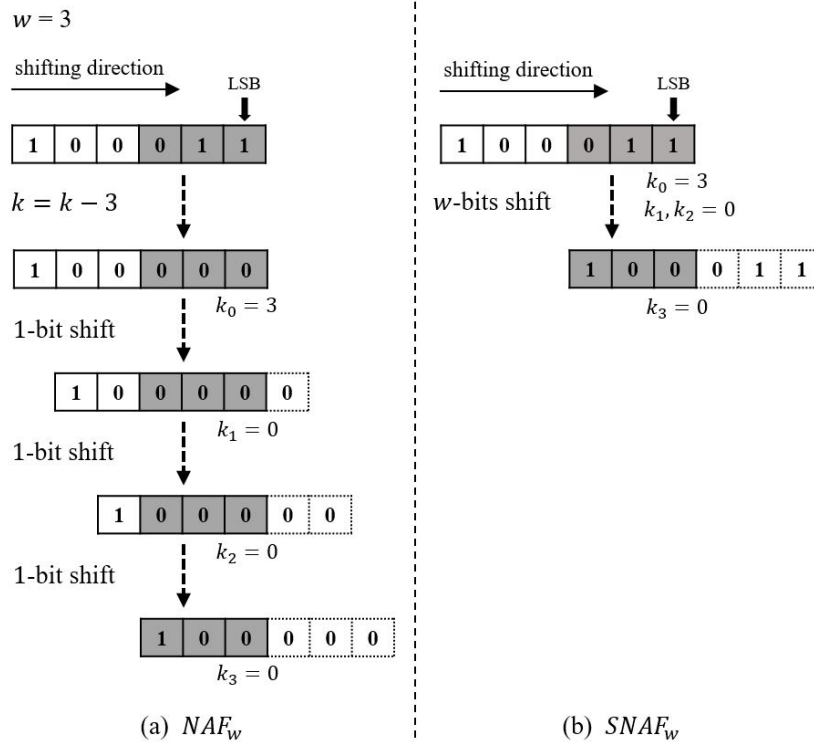 w = 3
shifting direction
LSB
1 0 0 0 1 1
k = k − 3
1 0 0 0 0 0
k₀ = 3
1-bit shift
1 0 0 0 0 0
k₁ = 0
1-bit shift
1 0 0 0 0 0
k₂ = 0
1-bit shift
1 0 0 0 0 0
k₃ = 0
(a) NAF_w
shifting direction
LSB
1 0 0 0 1 1
k₀ = 3
w-bits shift
k₁, k₂ = 0
1 0 0 0 1 1
k₃ = 0
(b) SNAF_w